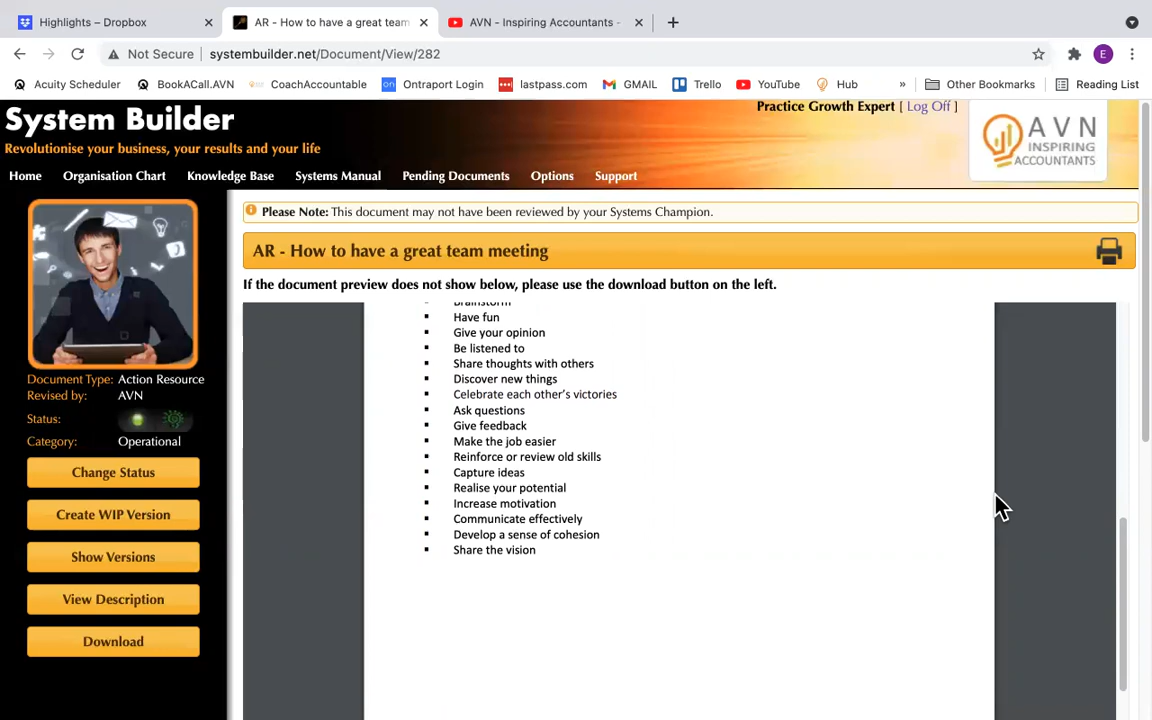 Highlights – Dropbox
AR - How to have a great team
AVN - Inspiring Accountants -
Not Secure
systembuilder.net/Document/View/282
E
Acuity Scheduler
BookACall.AVN
CoachAccountable
on
Ontraport Login
lastpass.com
GMAIL
Trello
YouTube
Hub
»
Other Bookmarks
Reading List
System Builder
Revolutionise your business, your results and your life
Practice Growth Expert [ Log Off ]
AVN
INSPIRING
ACCOUNTANTS
Home
Organisation Chart
Knowledge Base
Systems Manual
Pending Documents
Options
Support
Please Note: This document may not have been reviewed by your Systems Champion.
AR - How to have a great team meeting
If the document preview does not show below, please use the download button on the left.
Document Type: Action Resource
Revised by: AVN
Status:
Category: Operational
Change Status
Create WIP Version
Show Versions
View Description
Download
Brainstorm
Have fun
Give your opinion
Be listened to
Share thoughts with others
Discover new things
Celebrate each other's victories
Ask questions
Give feedback
Make the job easier
Reinforce or review old skills
Capture ideas
Realise your potential
Increase motivation
Communicate effectively
Develop a sense of cohesion
Share the vision